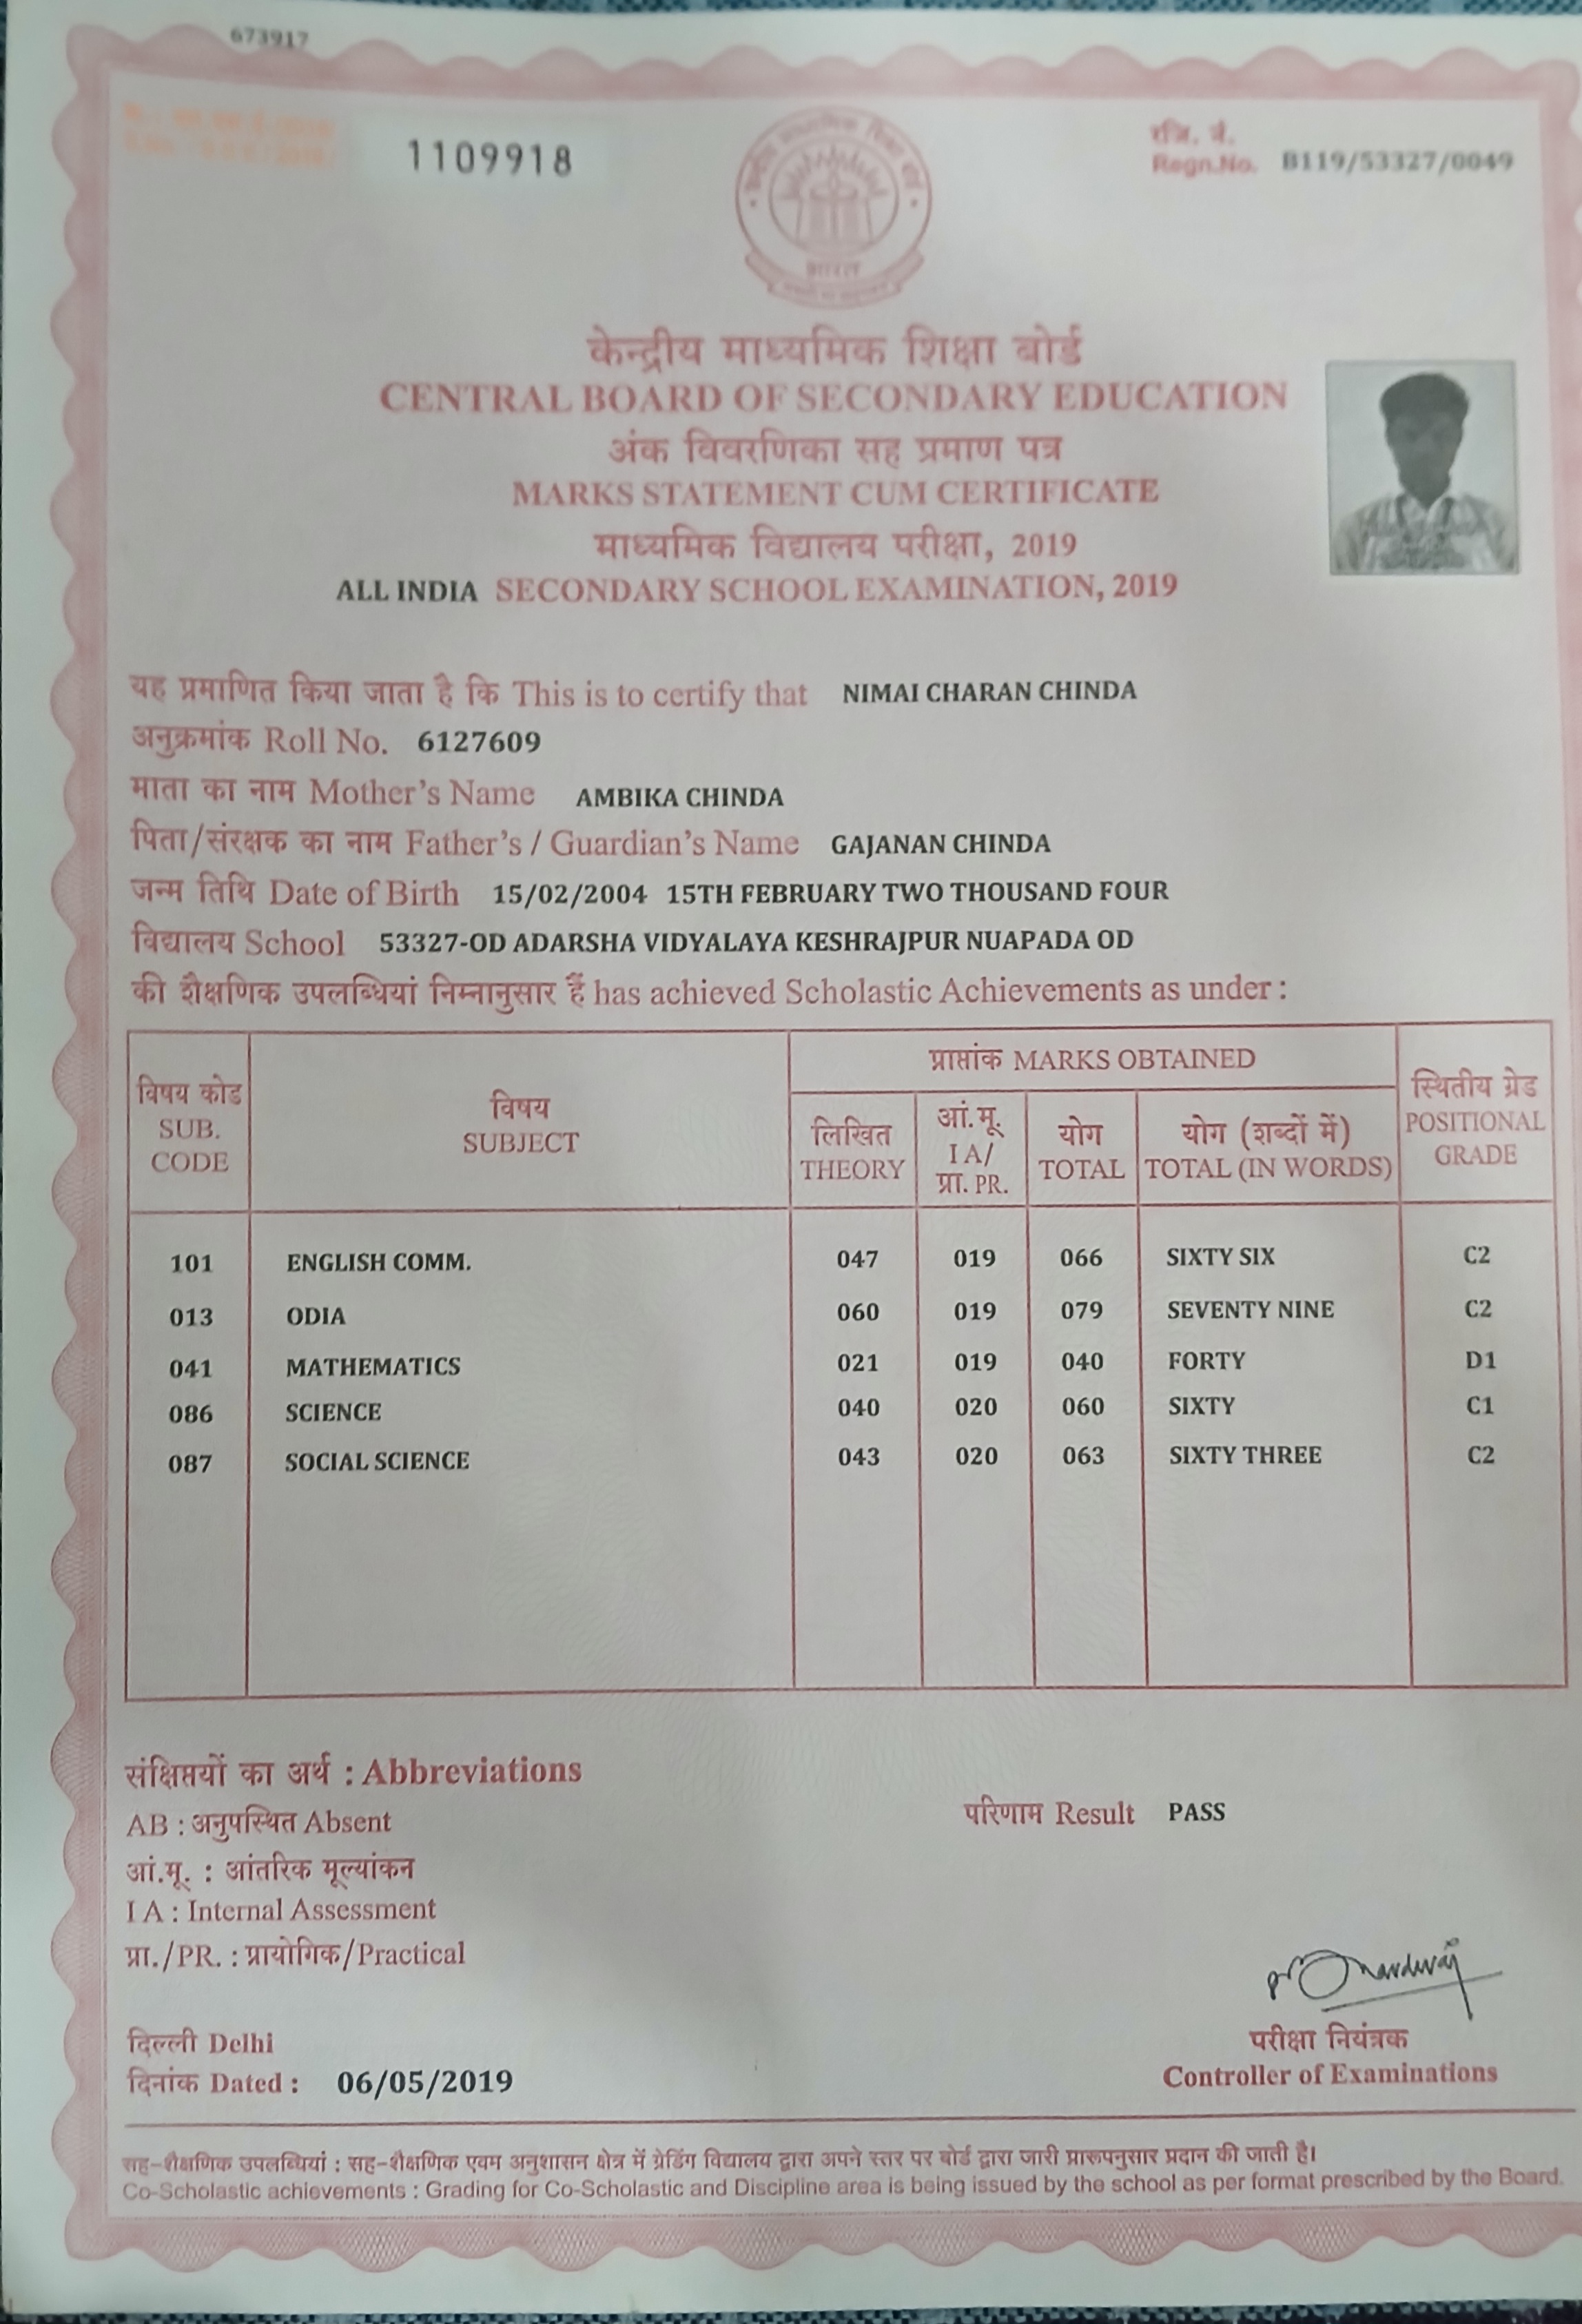 673917
1109918
रजि. नं.
Regn.No. B119/53327/0049
भारत
केन्द्रीय माध्यमिक शिक्षा बोर्ड
CENTRAL BOARD OF SECONDARY EDUCATION
अंक विवरणिका सह प्रमाण पत्र
MARKS STATEMENT CUM CERTIFICATE
माध्यमिक विद्यालय परीक्षा, 2019
ALL INDIA SECONDARY SCHOOL EXAMINATION, 2019
यह प्रमाणित किया जाता है कि This is to certify that NIMAI CHARAN CHINDA
अनुक्रमांक Roll No. 6127609
माता का नाम Mother's Name AMBIKA CHINDA
पिता/संरक्षक का नाम Father's / Guardian's Name GAJANAN CHINDA
जन्म तिथि Date of Birth 15/02/2004 15TH FEBRUARY TWO THOUSAND FOUR
विद्यालय School 53327-OD ADARSHA VIDYALAYA KESHRAJPUR NUAPADA OD
की शैक्षणिक उपलब्धियां निम्नानुसार हैं has achieved Scholastic Achievements as under :
विषय कोड
SUB.
CODE
विषय
SUBJECT
प्राप्तांक MARKS OBTAINED
लिखित
THEORY
आं.मू.
I A/
प्रा. PR.
योग
TOTAL
योग (शब्दों में)
TOTAL (IN WORDS)
स्थितीय ग्रेड
POSITIONAL
GRADE
101 ENGLISH COMM. 047 019 066 SIXTY SIX C2
013 ODIA 060 019 079 SEVENTY NINE C2
041 MATHEMATICS 021 019 040 FORTY D1
086 SCIENCE 040 020 060 SIXTY C1
087 SOCIAL SCIENCE 043 020 063 SIXTY THREE C2
संक्षिप्तयों का अर्थ : Abbreviations
AB : अनुपस्थित Absent
परिणाम Result PASS
आं.मू. : आंतरिक मूल्यांकन
I A : Internal Assessment
प्रा./PR. : प्रायोगिक/Practical
दिल्ली Delhi
दिनांक Dated : 06/05/2019
परीक्षा नियंत्रक
Controller of Examinations
सह-शैक्षणिक उपलब्धियां : सह-शैक्षणिक एवम अनुशासन क्षेत्र में ग्रेडिंग विद्यालय द्वारा अपने स्तर पर बोर्ड द्वारा जारी प्रारूपनुसार प्रदान की जाती है।
Co-Scholastic achievements : Grading for Co-Scholastic and Discipline area is being issued by the school as per format prescribed by the Board.